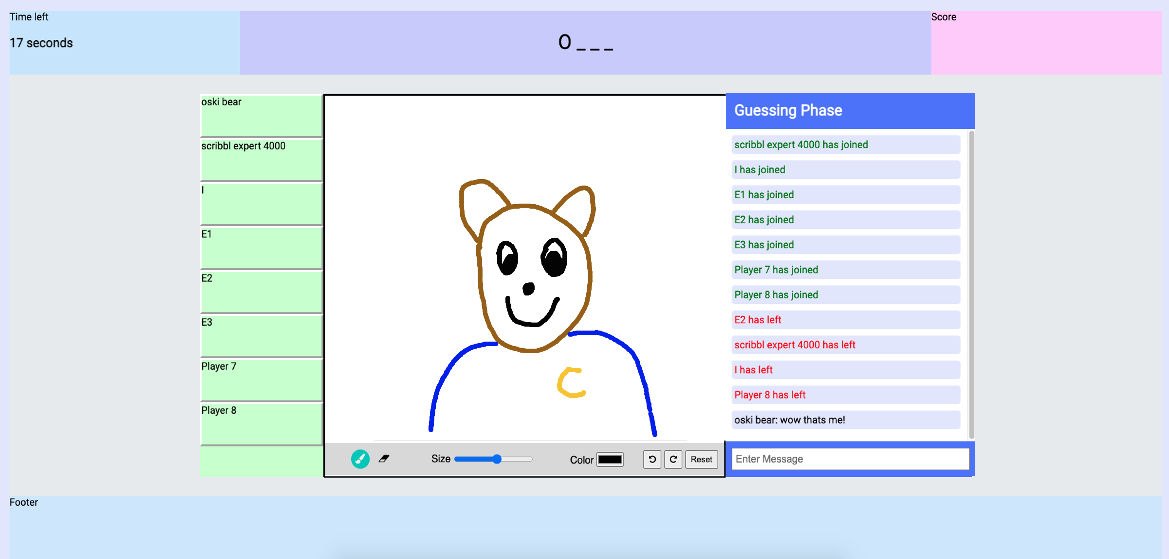 Time left
17 seconds
O _ _ _
Score
oski bear
scribbl expert 4000
I
E1
E2
E3
Player 7
Player 8
C
Size
Color
Reset
Guessing Phase
scribbl expert 4000 has joined
I has joined
E1 has joined
E2 has joined
E3 has joined
Player 7 has joined
Player 8 has joined
E2 has left
scribbl expert 4000 has left
I has left
Player 8 has left
oski bear: wow thats me!
Enter Message
Footer